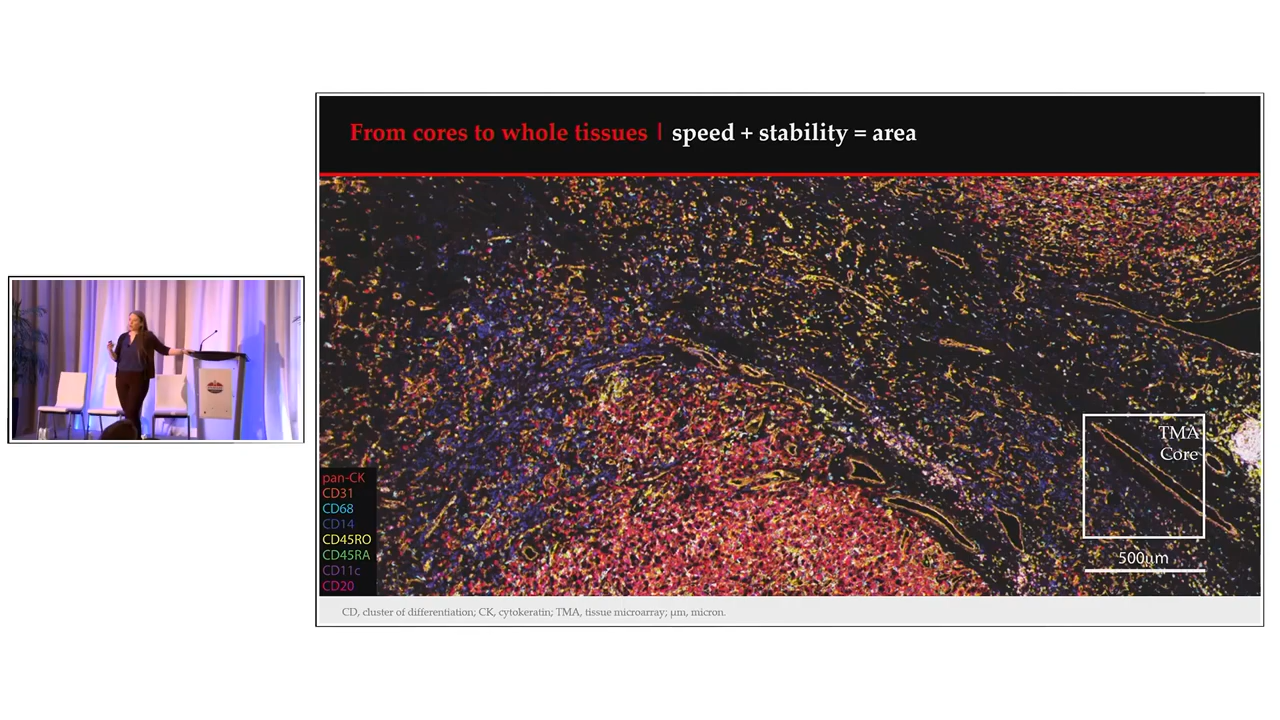 From cores to whole tissues | speed + stability = area
TMA
Core
500μm
pan-CK
CD31
CD68
CD14
CD45RO
CD45RA
CD11c
CD20
CD, cluster of differentiation; CK, cytokeratin; TMA, tissue microarray; μm, micron.